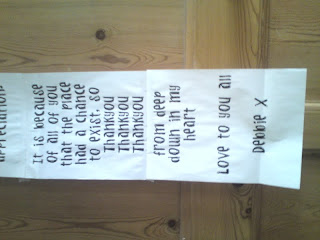 appreciation.
It is because
of all of you
that the place
had a chance
to exist. So
Thankyou
Thankyou
Thankyou
from deep
down in my
heart
Love to you all
Debbie X